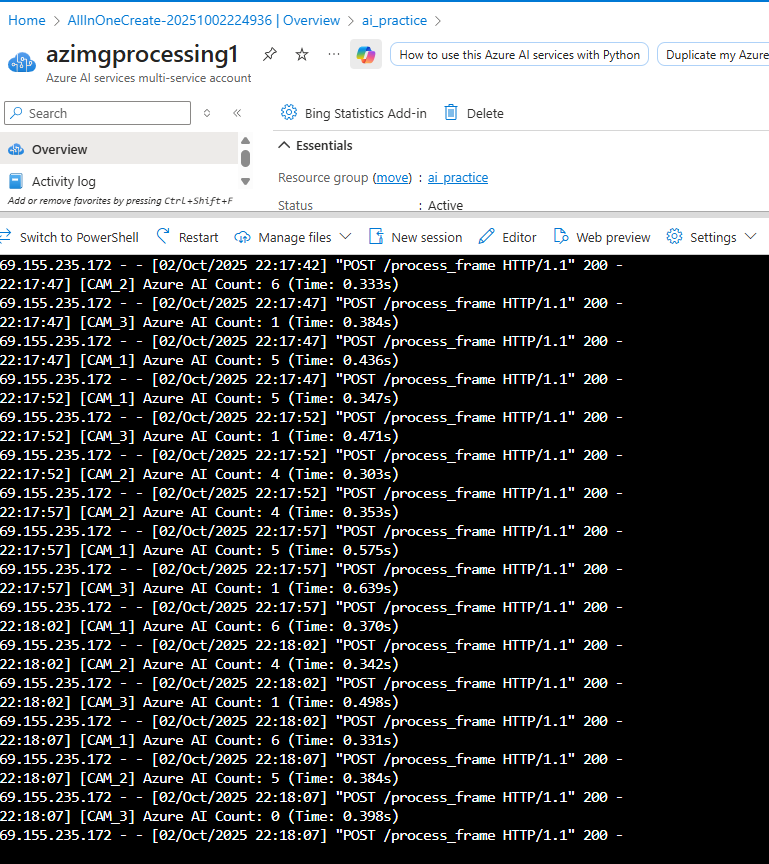 Home > AllInOneCreate-20251002224936 | Overview > ai_practice >
azimgprocessing1
How to use this Azure AI services with Python
Duplicate my Azure
Azure AI services multi-service account
Search
Bing Statistics Add-in
Delete
Overview
Essentials
Activity log
Resource group (move) : ai_practice
Add or remove favorites by pressing Ctrl+Shift+F
Status : Active
Switch to PowerShell Restart Manage files New session Editor Web preview Settings
69.155.235.172 - - [02/Oct/2025 22:17:42] "POST /process_frame HTTP/1.1" 200 -
22:17:47] [CAM_2] Azure AI Count: 6 (Time: 0.333s)
69.155.235.172 - - [02/Oct/2025 22:17:47] "POST /process_frame HTTP/1.1" 200 -
22:17:47] [CAM_3] Azure AI Count: 1 (Time: 0.384s)
69.155.235.172 - - [02/Oct/2025 22:17:47] "POST /process_frame HTTP/1.1" 200 -
22:17:47] [CAM_1] Azure AI Count: 5 (Time: 0.436s)
69.155.235.172 - - [02/Oct/2025 22:17:47] "POST /process_frame HTTP/1.1" 200 -
22:17:52] [CAM_1] Azure AI Count: 5 (Time: 0.347s)
69.155.235.172 - - [02/Oct/2025 22:17:52] "POST /process_frame HTTP/1.1" 200 -
22:17:52] [CAM_3] Azure AI Count: 1 (Time: 0.471s)
69.155.235.172 - - [02/Oct/2025 22:17:52] "POST /process_frame HTTP/1.1" 200 -
22:17:52] [CAM_2] Azure AI Count: 4 (Time: 0.303s)
69.155.235.172 - - [02/Oct/2025 22:17:52] "POST /process_frame HTTP/1.1" 200 -
22:17:57] [CAM_2] Azure AI Count: 4 (Time: 0.353s)
69.155.235.172 - - [02/Oct/2025 22:17:57] "POST /process_frame HTTP/1.1" 200 -
22:17:57] [CAM_1] Azure AI Count: 5 (Time: 0.575s)
69.155.235.172 - - [02/Oct/2025 22:17:57] "POST /process_frame HTTP/1.1" 200 -
22:17:57] [CAM_3] Azure AI Count: 1 (Time: 0.639s)
69.155.235.172 - - [02/Oct/2025 22:17:57] "POST /process_frame HTTP/1.1" 200 -
22:18:02] [CAM_1] Azure AI Count: 6 (Time: 0.370s)
69.155.235.172 - - [02/Oct/2025 22:18:02] "POST /process_frame HTTP/1.1" 200 -
22:18:02] [CAM_2] Azure AI Count: 4 (Time: 0.342s)
69.155.235.172 - - [02/Oct/2025 22:18:02] "POST /process_frame HTTP/1.1" 200 -
22:18:02] [CAM_3] Azure AI Count: 1 (Time: 0.498s)
69.155.235.172 - - [02/Oct/2025 22:18:02] "POST /process_frame HTTP/1.1" 200 -
22:18:07] [CAM_1] Azure AI Count: 6 (Time: 0.331s)
69.155.235.172 - - [02/Oct/2025 22:18:07] "POST /process_frame HTTP/1.1" 200 -
22:18:07] [CAM_2] Azure AI Count: 5 (Time: 0.384s)
69.155.235.172 - - [02/Oct/2025 22:18:07] "POST /process_frame HTTP/1.1" 200 -
22:18:07] [CAM_3] Azure AI Count: 0 (Time: 0.398s)
69.155.235.172 - - [02/Oct/2025 22:18:07] "POST /process_frame HTTP/1.1" 200 -